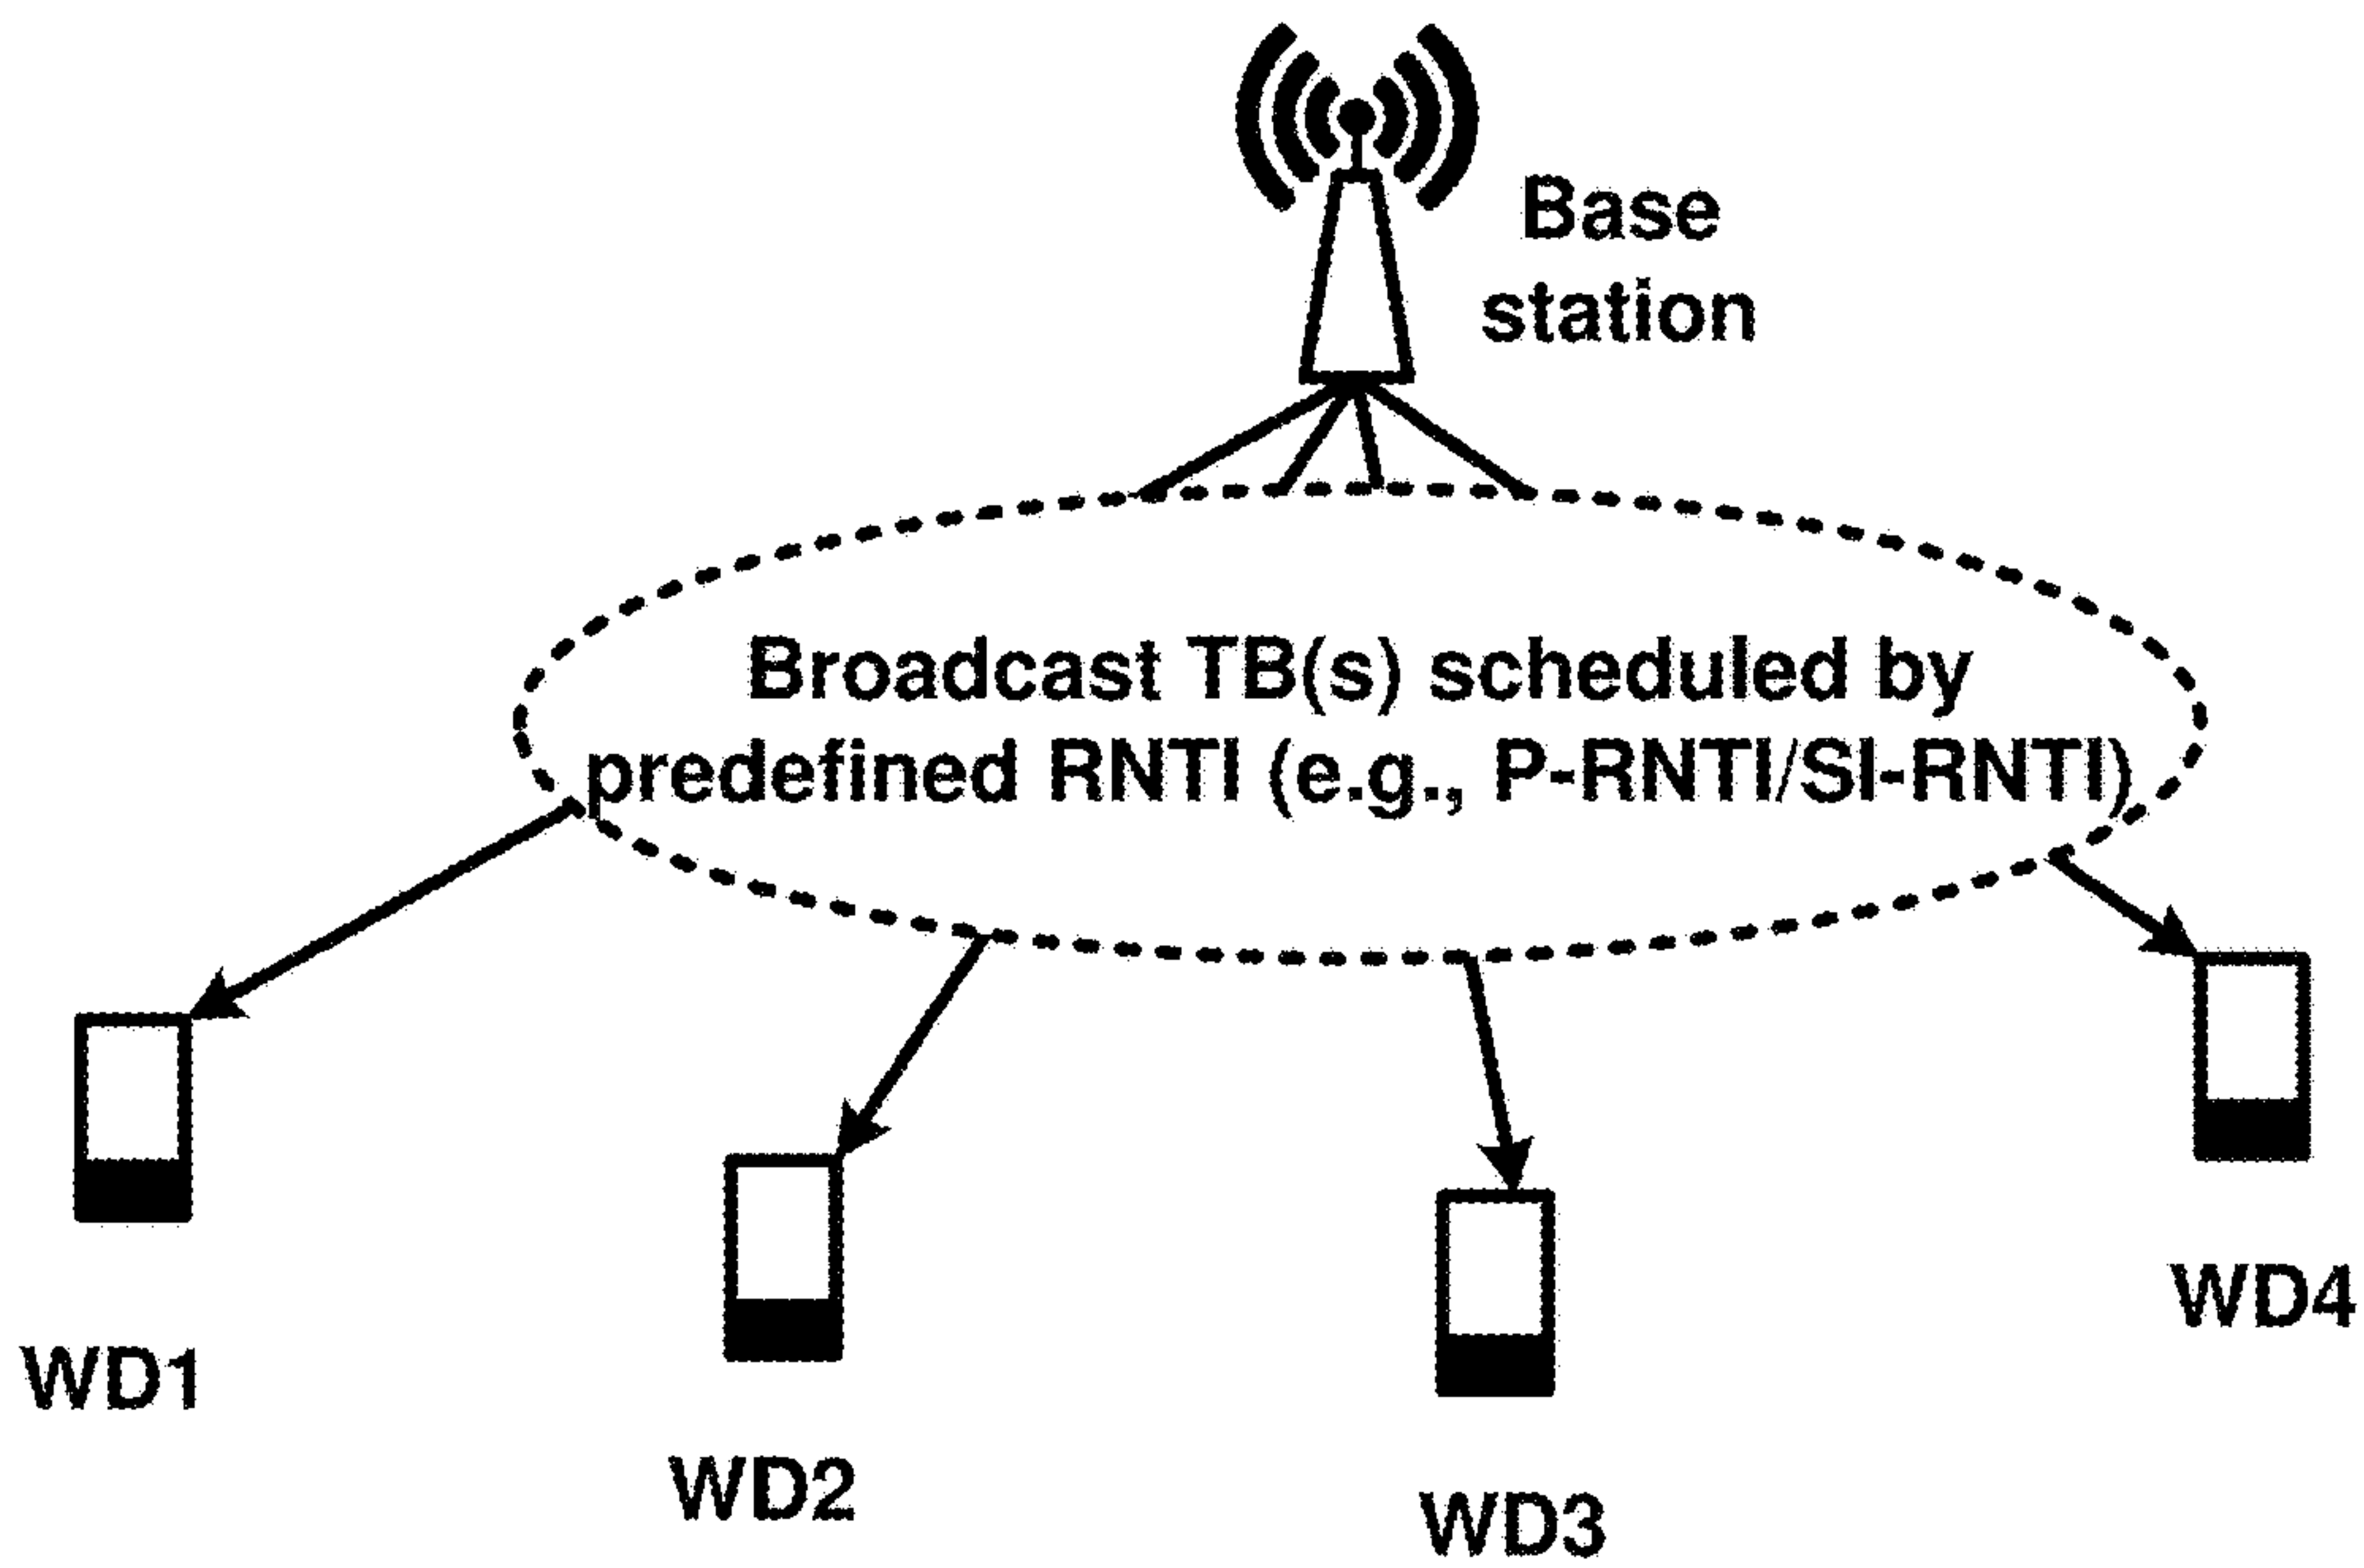 Base
station
Broadcast TB(s) scheduled by
predefined RNTI (e.g., P-RNTI/SI-RNTI)
WD1
WD2
WD3
WD4